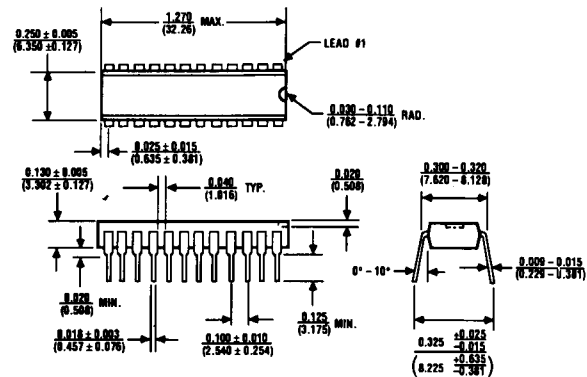 1.270 MAX.
(32.26)
LEAD #1
0.250 ± 0.005
(6.350 ± 0.127)
0.030 – 0.110 RAD.
(0.762 – 2.794)
0.025 ± 0.015
(0.635 ± 0.381)
0.130 ± 0.005
(3.302 ± 0.127)
0.040 TYP.
(1.016)
0.020
(0.508)
0.300 – 0.320
(7.620 – 8.128)
0° – 10°
0.009 – 0.015
(0.229 – 0.381)
0.020 MIN.
(0.508)
0.125 MIN.
(3.175)
0.018 ± 0.003
(0.457 ± 0.076)
0.100 ± 0.010
(2.540 ± 0.254)
0.325 +0.025 −0.015
(8.225 +0.635 −0.381)